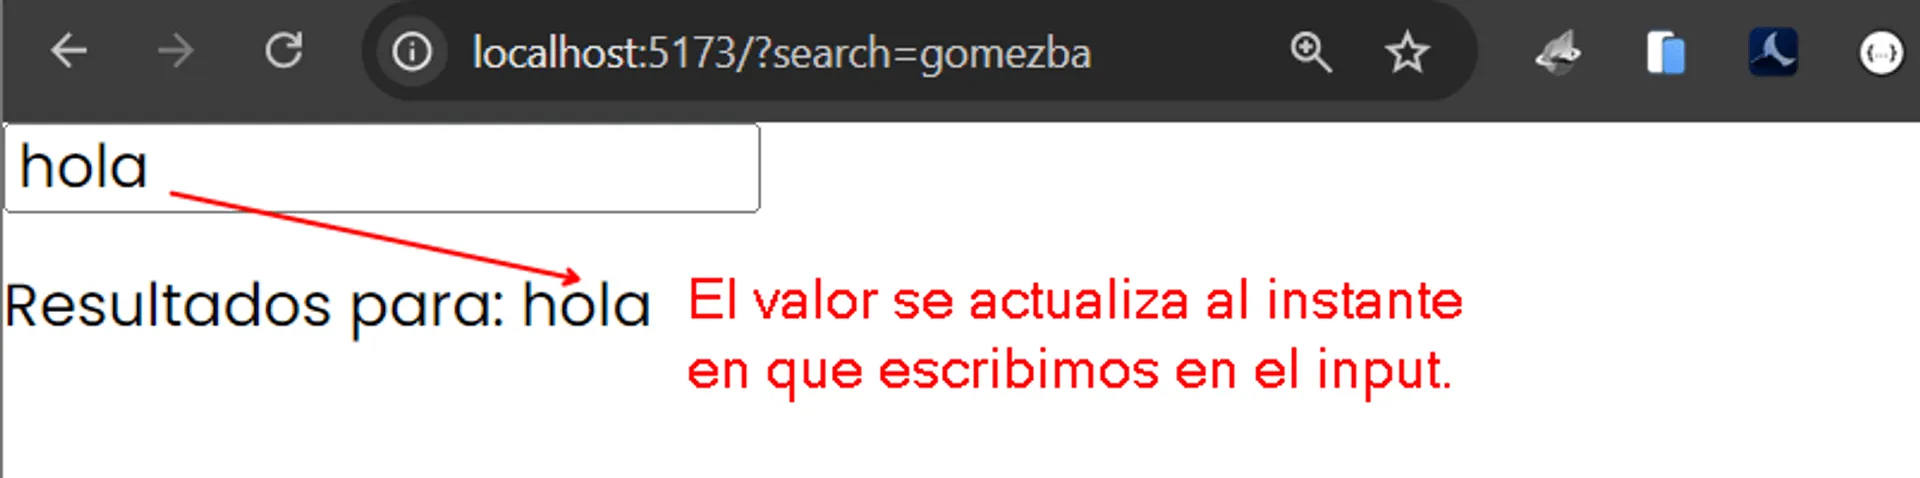 localhost:5173/?search=gomezba
hola
Resultados para: hola
El valor se actualiza al instante
en que escribimos en el input.